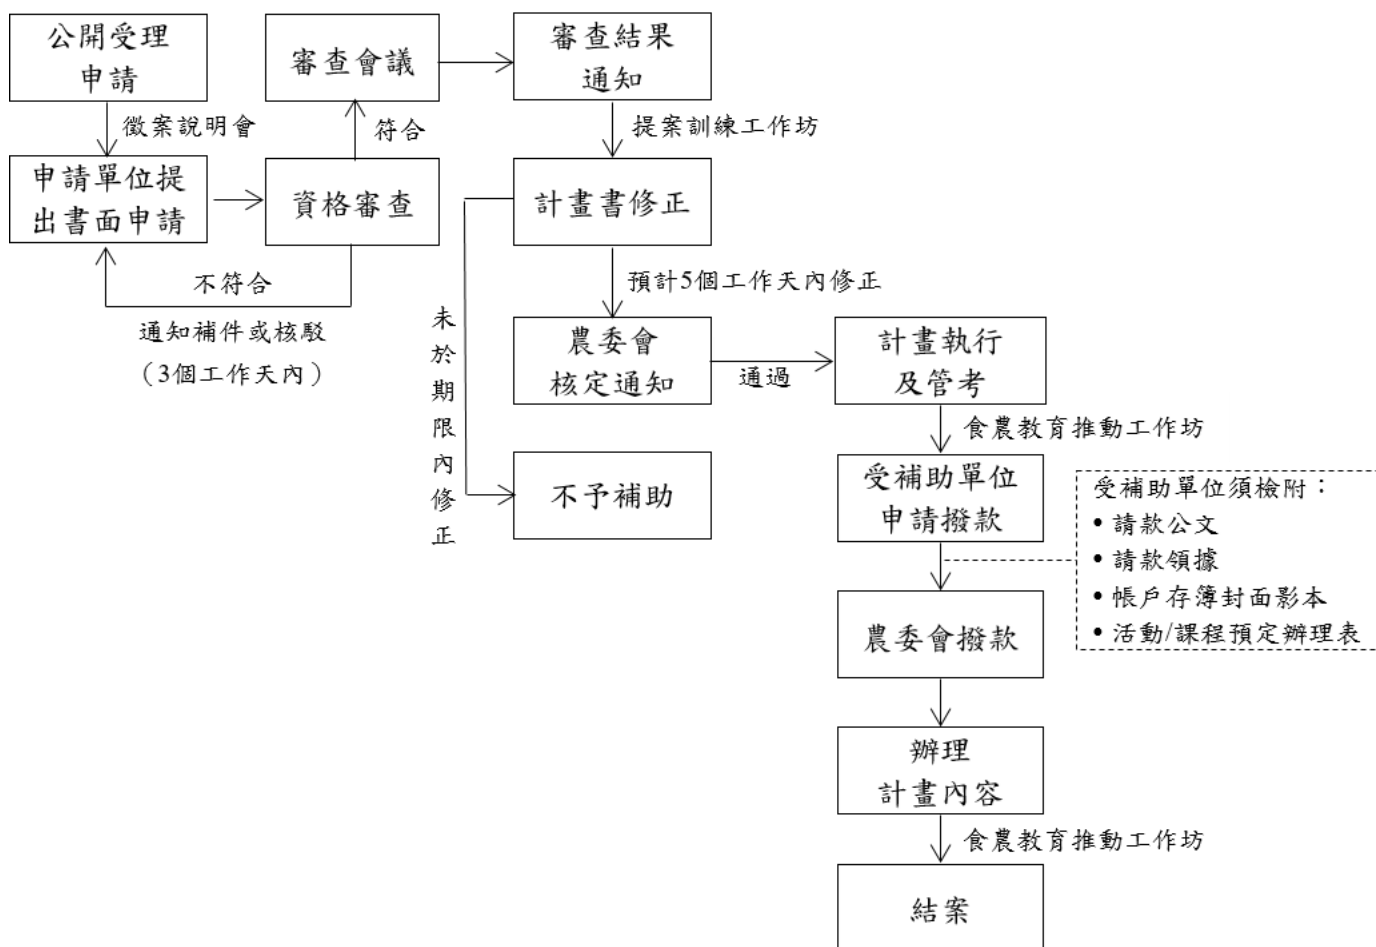 公開受理
申請
徵案說明會
申請單位提
出書面申請
不符合
通知補件或核駁
（3個工作天內）
資格審查
符合
審查會議
審查結果
通知
提案訓練工作坊
計畫書修正
未於期限內修正
不予補助
預計5個工作天內修正
農委會
核定通知
通過
計畫執行
及管考
食農教育推動工作坊
受補助單位
申請撥款
受補助單位須檢附：
•請款公文
•請款領據
•帳戶存簿封面影本
•活動/課程預定辦理表
農委會撥款
辦理
計畫內容
食農教育推動工作坊
結案